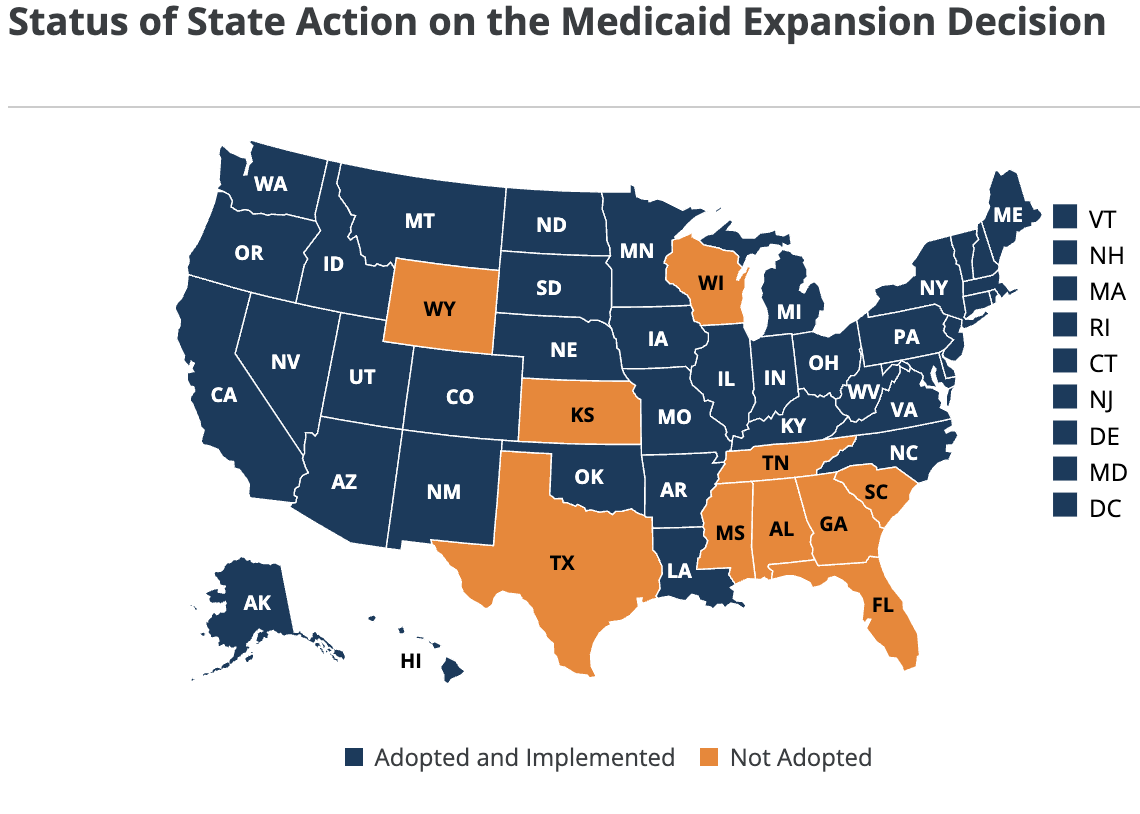 Status of State Action on the Medicaid Expansion Decision
WA
ME
VT
MT
ND
OR
MN
NH
ID
SD
WI
NY
MA
WY
MI
RI
IA
PA
NE
OH
CT
NV
UT
IL
IN
CA
CO
WV
NJ
KS
MO
VA
KY
DE
NC
TN
AZ
OK
MD
NM
AR
SC
DC
MS
AL
GA
TX
LA
AK
FL
HI
Adopted and Implemented
Not Adopted